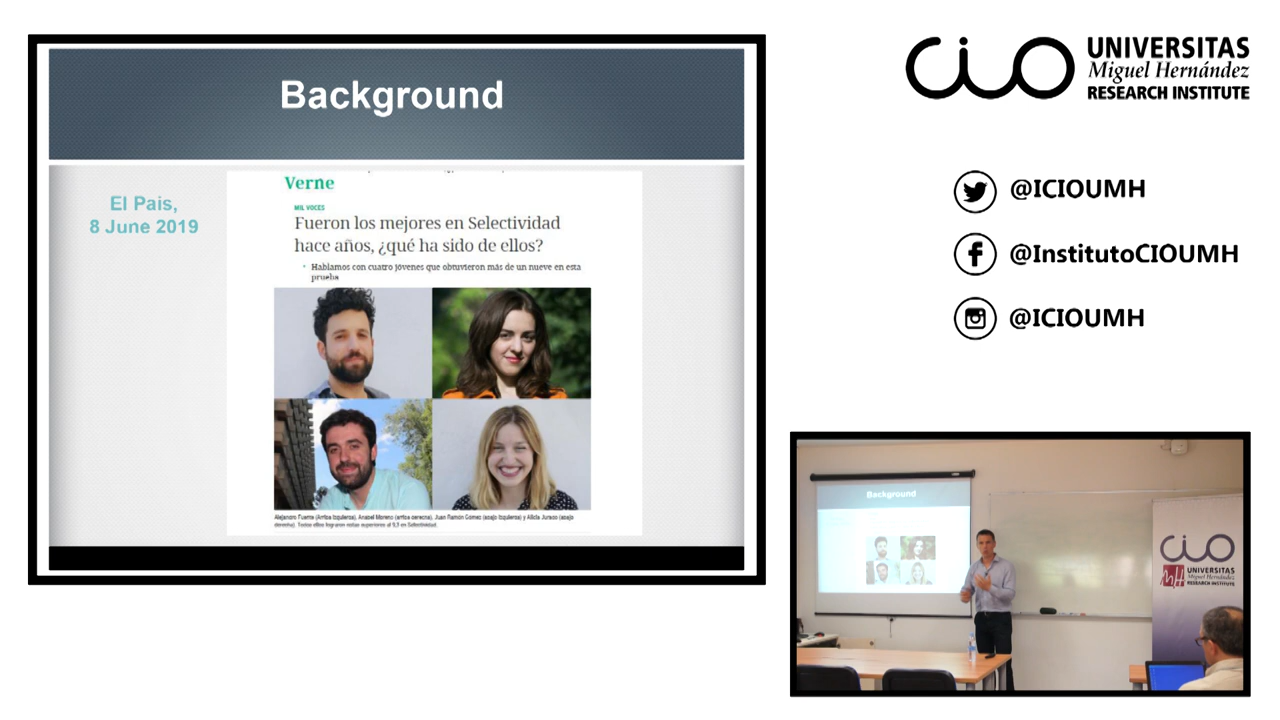 Background
El Pais,
8 June 2019
Verne
MIL VOCES
Fueron los mejores en Selectividad
hace años, ¿qué ha sido de ellos?
Hablamos con cuatro jóvenes que obtuvieron más de un nueve en esta
prueba
Alejandro Fuerte (Arriba izquierda), Anabel Moreno (arriba derecha), Juan Ramón Gómez (abajo izquierda) y Alicia Jurado (abajo
derecha). Todos ellos lograron notas superiores al 9,5 en Selectividad.
cio
UNIVERSITAS
Miguel Hernández
RESEARCH INSTITUTE
@ICIOUMH
@InstitutoCIOUMH
@ICIOUMH
Background
cio
UNIVERSITAS
Miguel Hernández
RESEARCH INSTITUTE